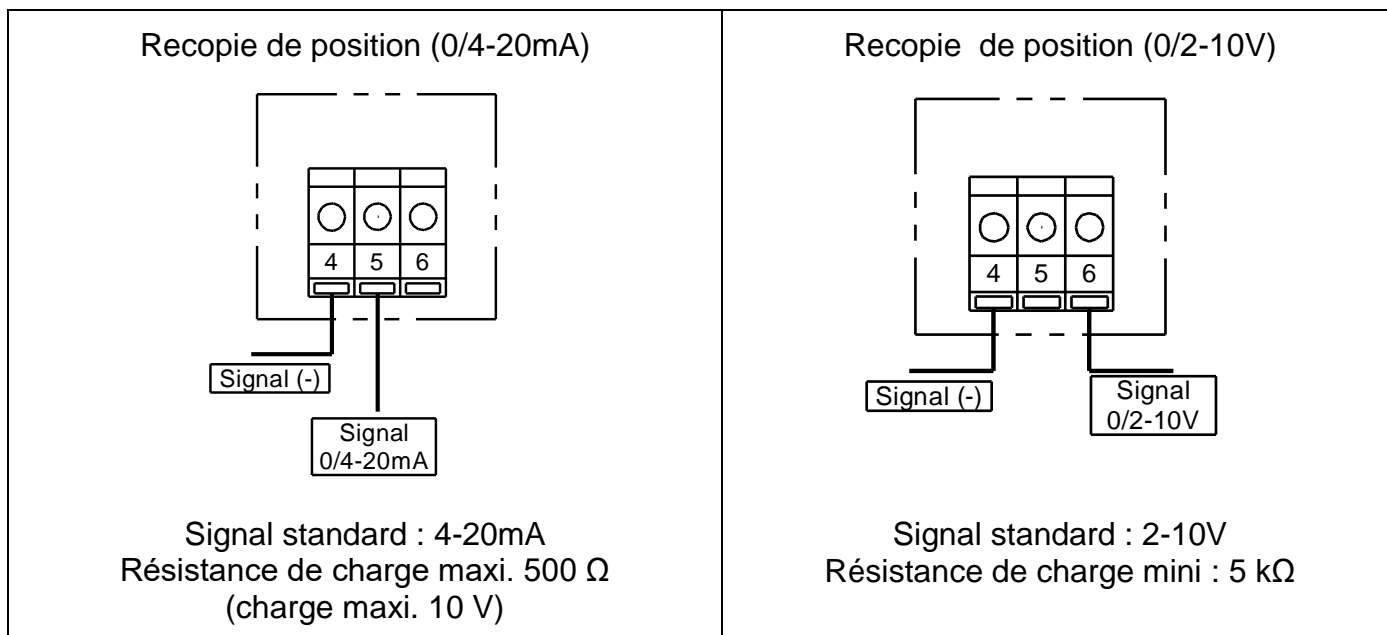 Recopie de position (0/4-20mA)
4 5 6
Signal (-)
Signal
0/4-20mA
Signal standard : 4-20mA
Résistance de charge maxi. 500 Ω
(charge maxi. 10 V)
Recopie de position (0/2-10V)
4 5 6
Signal (-)
Signal
0/2-10V
Signal standard : 2-10V
Résistance de charge mini : 5 kΩ